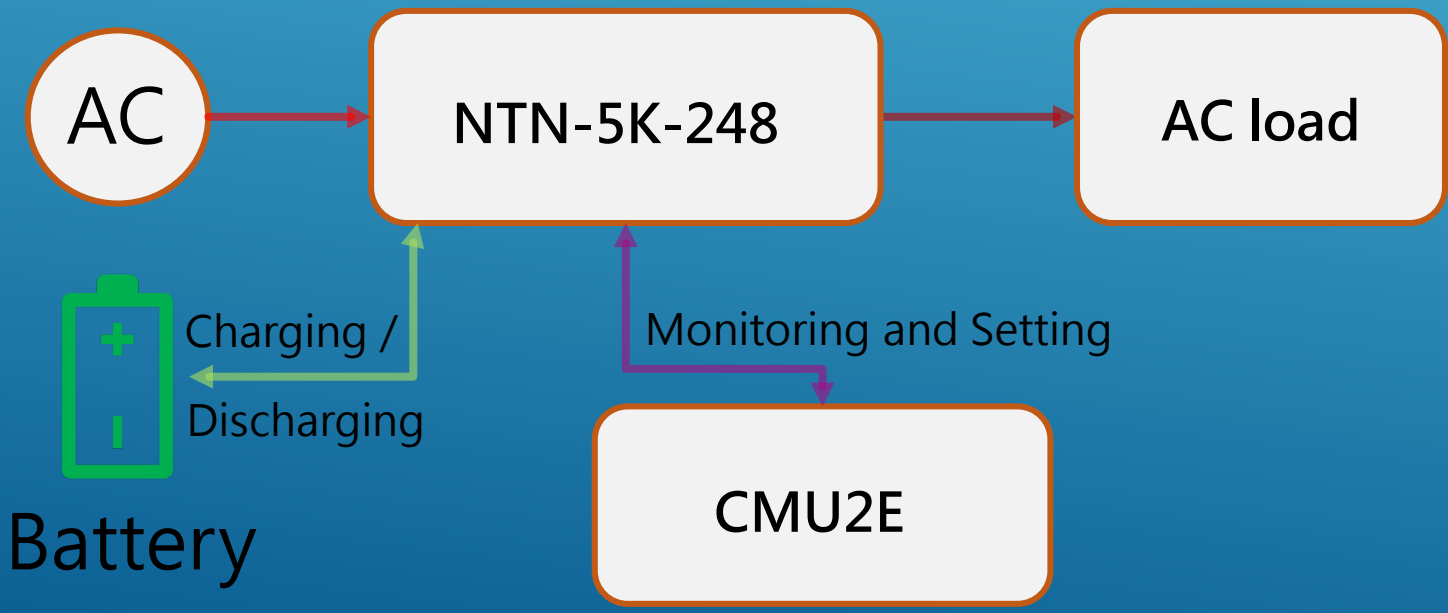 AC
NTN-5K-248
AC load
Charging /
Discharging
Monitoring and Setting
Battery
CMU2E